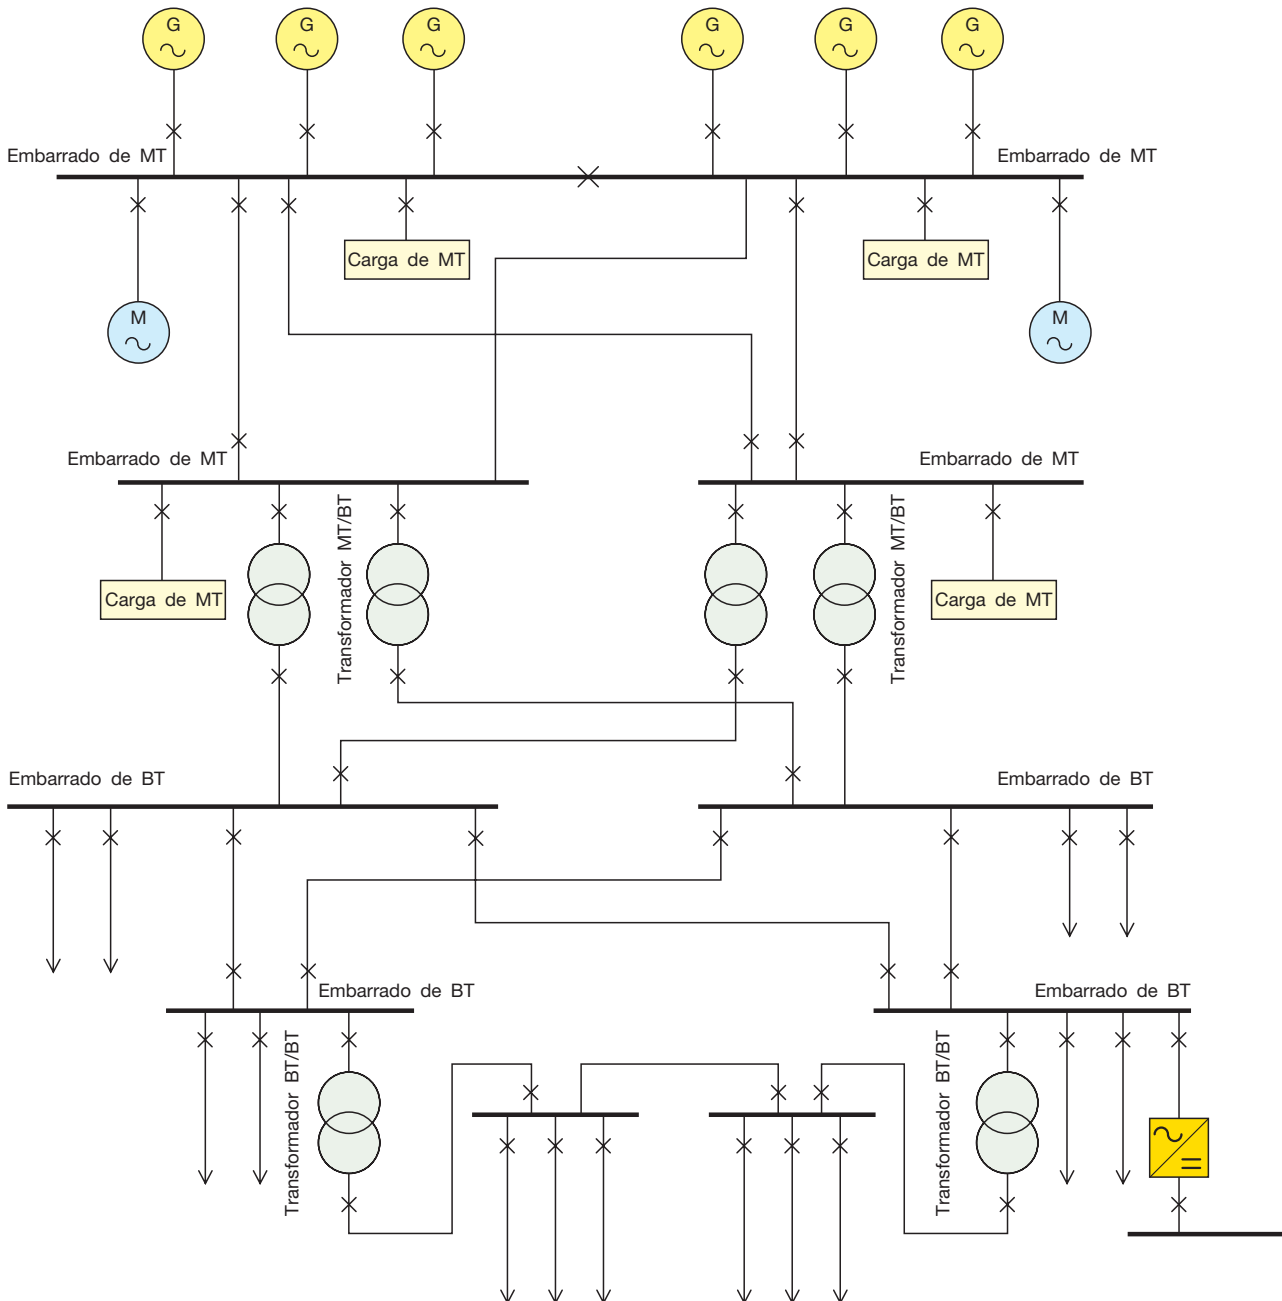 G
G
G
G
G
G
Embarrado de MT
Embarrado de MT
Carga de MT
Carga de MT
M
M
Embarrado de MT
Embarrado de MT
Transformador MT/BT
Transformador MT/BT
Carga de MT
Carga de MT
Embarrado de BT
Embarrado de BT
Embarrado de BT
Embarrado de BT
Transformador BT/BT
Transformador BT/BT